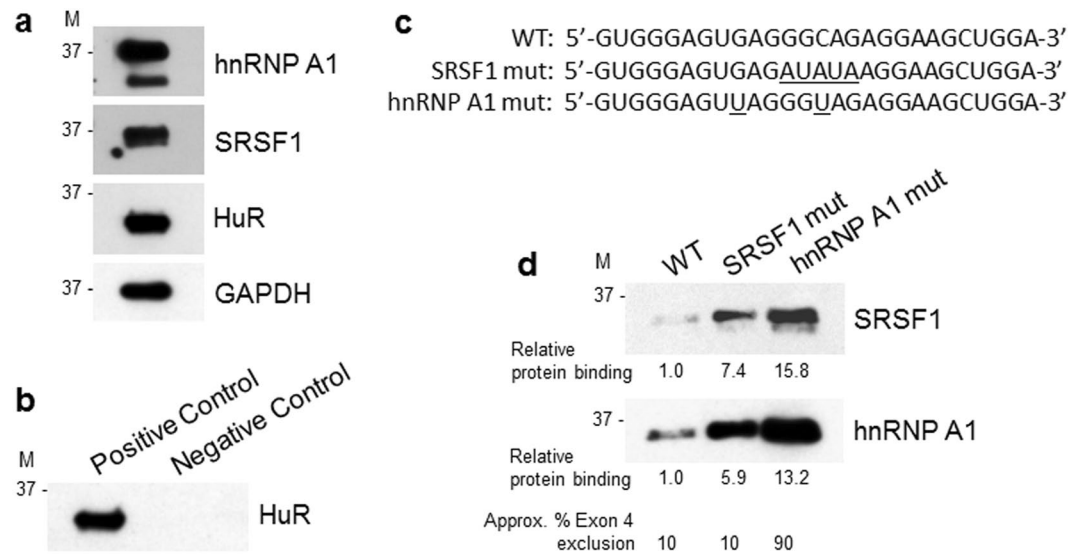 a
M
37 -
hnRNP A1
37 -
SRSF1
37 -
HuR
37 -
GAPDH
b
Positive Control
Negative Control
M
37 -
HuR
c
WT: 5’-GUGGGAGUGAGGGCAGAGGAAGCUGGA-3’
SRSF1 mut: 5’-GUGGGAGUGAGAUAUAAGGAAGCUGGA-3’
hnRNP A1 mut: 5’-GUGGGAGUUAGGGUAGAGGAAGCUGGA-3’
d
M
WT
SRSF1 mut
hnRNP A1 mut
37 -
SRSF1
Relative
protein binding 1.0 7.4 15.8
37 -
hnRNP A1
Relative
protein binding 1.0 5.9 13.2
Approx. % Exon 4
exclusion 10 10 90